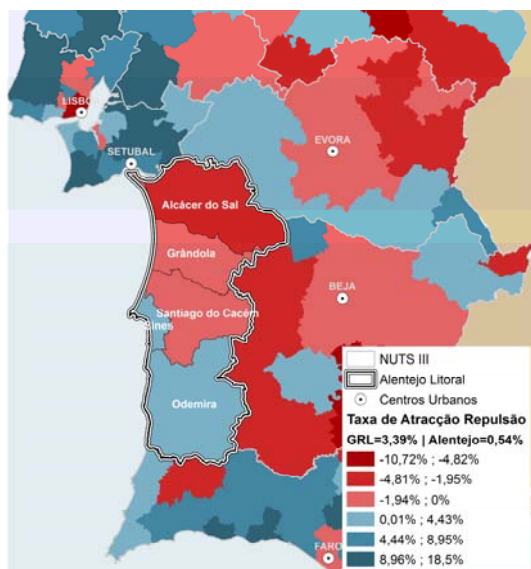 LISBO
SETUBAL
EVORA
Alcácer do Sal
Grândola
Santiago do Cacém
Sines
BEJA
Odemira
FARO
NUTS III
Alentejo Litoral
Centros Urbanos
Taxa de Atracção Repulsão
GRL=3,39% | Alentejo=0,54%
-10,72% ; -4,82%
-4,81% ; -1,95%
-1,94% ; 0%
0,01% ; 4,43%
4,44% ; 8,95%
8,96% ; 18,5%